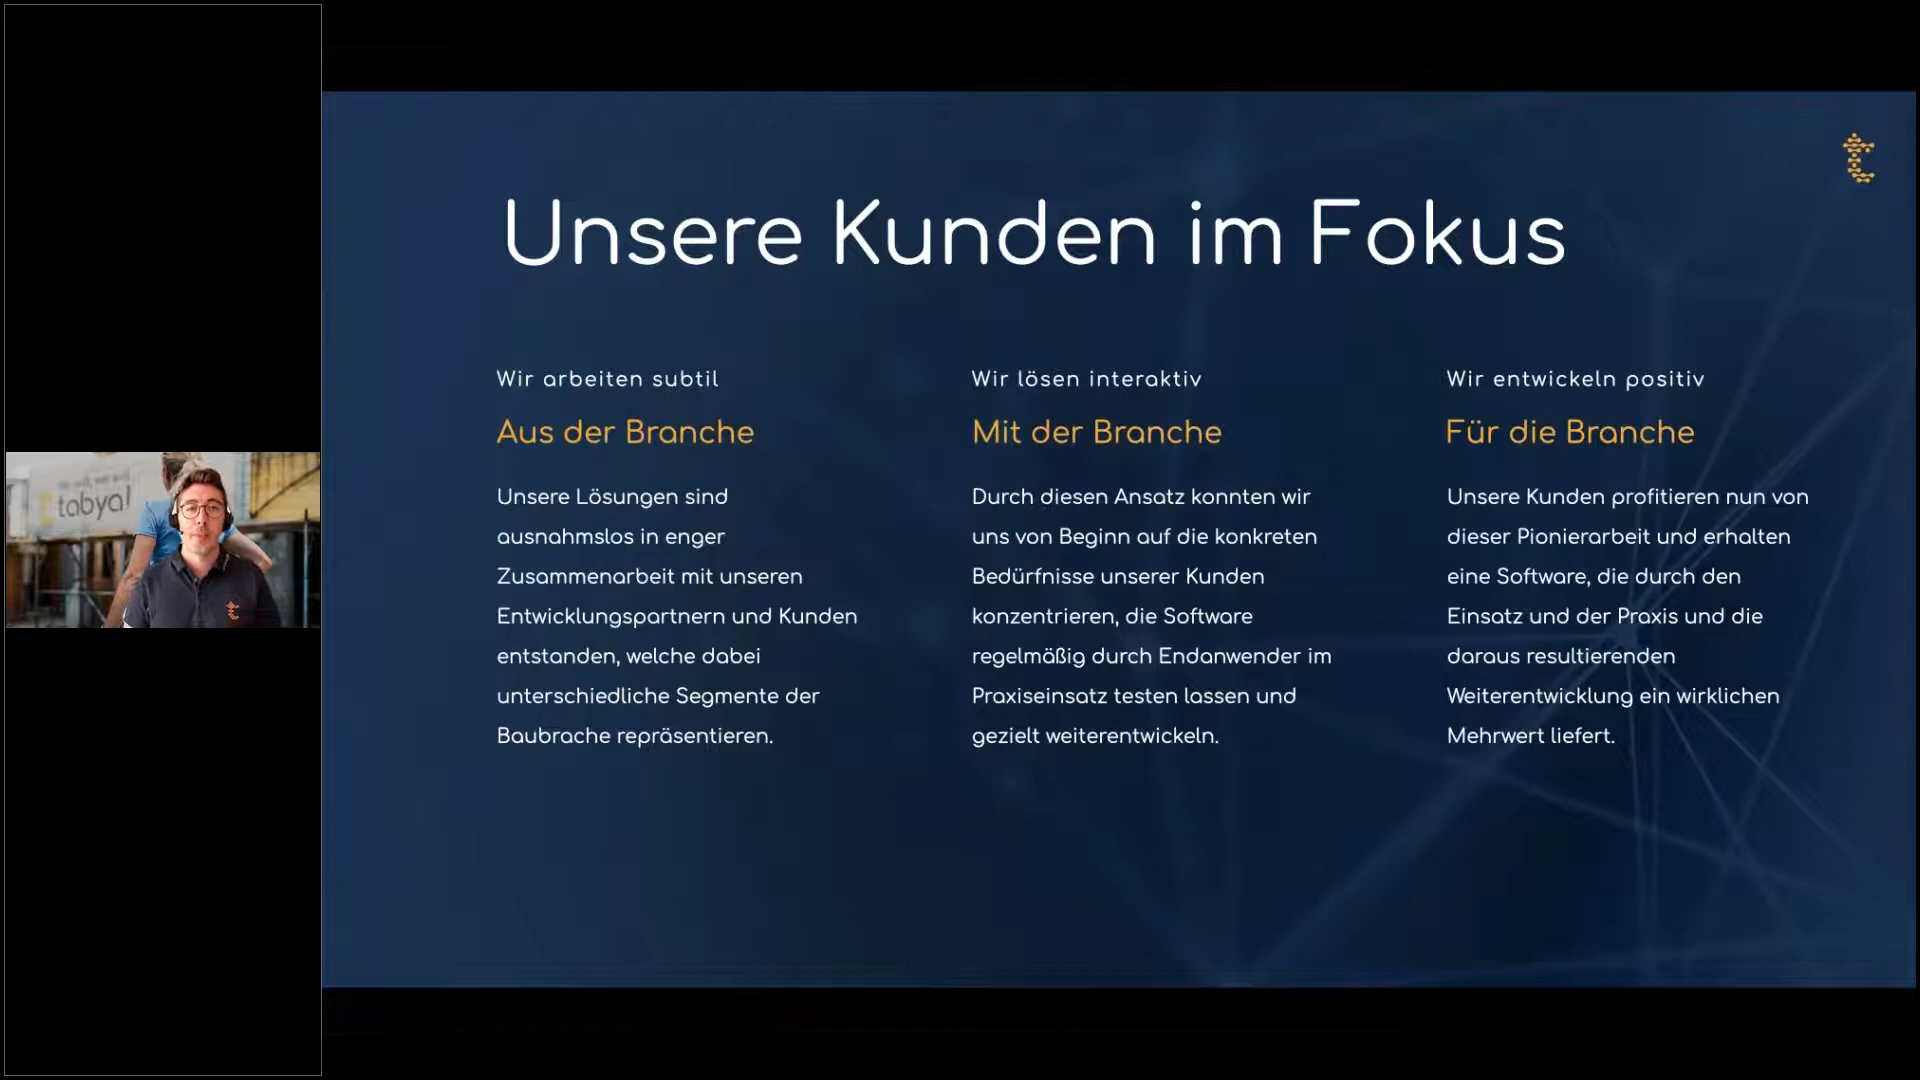 tabya!
Unsere Kunden im Fokus
Wir arbeiten subtil
Aus der Branche
Unsere Lösungen sind
ausnahmslos in enger
Zusammenarbeit mit unseren
Entwicklungspartnern und Kunden
entstanden, welche dabei
unterschiedliche Segmente der
Baubrache repräsentieren.
Wir lösen interaktiv
Mit der Branche
Durch diesen Ansatz konnten wir
uns von Beginn auf die konkreten
Bedürfnisse unserer Kunden
konzentrieren, die Software
regelmäßig durch Endanwender im
Praxiseinsatz testen lassen und
gezielt weiterentwickeln.
Wir entwickeln positiv
Für die Branche
Unsere Kunden profitieren nun von
dieser Pionierarbeit und erhalten
eine Software, die durch den
Einsatz und der Praxis und die
daraus resultierenden
Weiterentwicklung ein wirklichen
Mehrwert liefert.